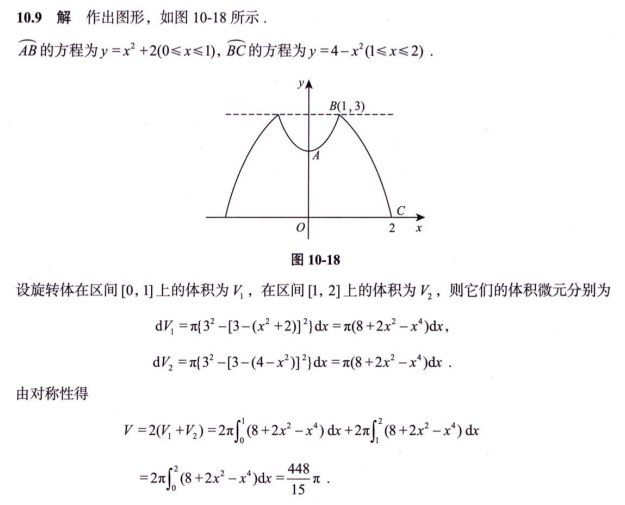 10.9 解 作出图形，如图 10-18 所示．
AB 的方程为 y = x² + 2(0 ≤ x ≤ 1)，BC 的方程为 y = 4 − x²(1 ≤ x ≤ 2)．
y
B(1, 3)
A
C
O 2 x
图 10-18
设旋转体在区间 [0, 1] 上的体积为 V₁，在区间 [1, 2] 上的体积为 V₂，则它们的体积微元分别为
dV₁ = π{3² − [3 − (x² + 2)]²}dx = π(8 + 2x² − x⁴)dx，
dV₂ = π{3² − [3 − (4 − x²)]²}dx = π(8 + 2x² − x⁴)dx．
由对称性得
V = 2(V₁ + V₂) = 2π∫₀¹(8 + 2x² − x⁴) dx + 2π∫₁²(8 + 2x² − x⁴) dx
= 2π∫₀²(8 + 2x² − x⁴)dx = 448/15 π．